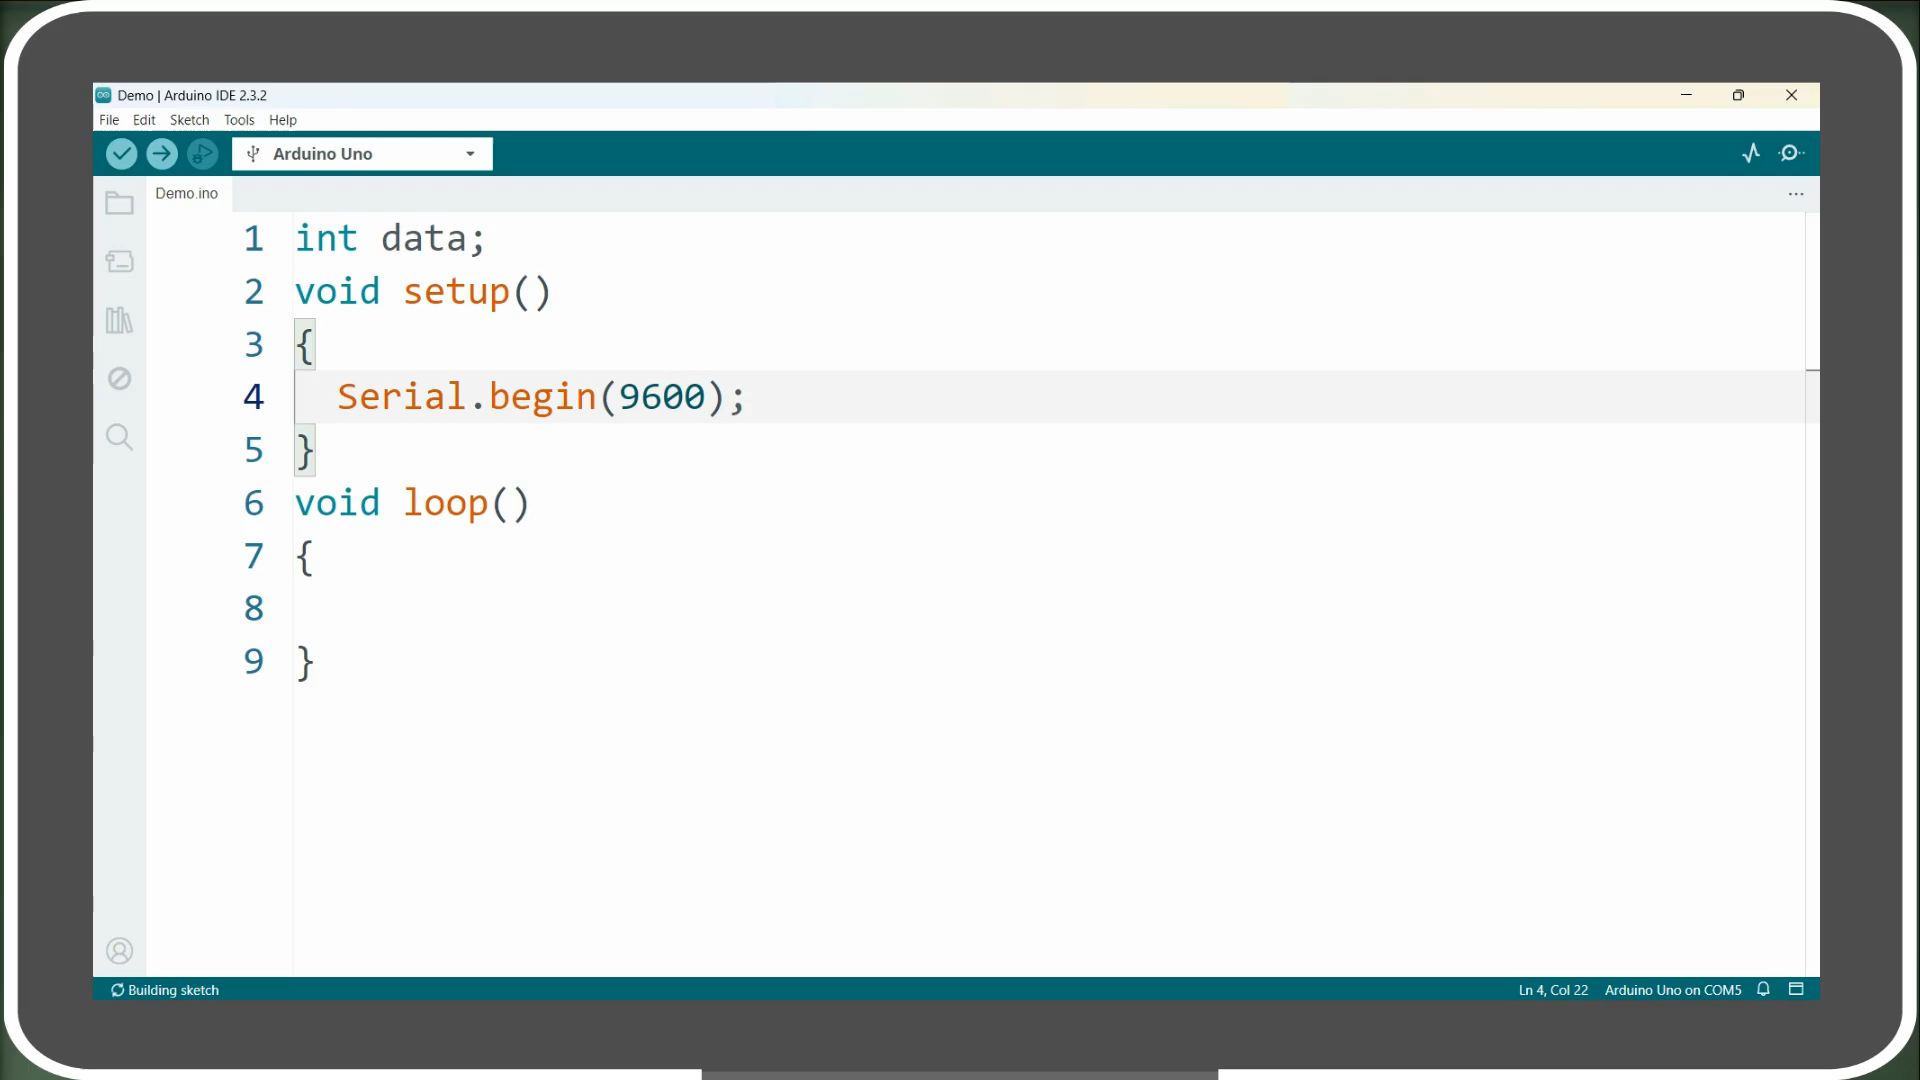 Demo | Arduino IDE 2.3.2
File Edit Sketch Tools Help
Arduino Uno
Demo.ino
1 int data;
2 void setup()
3 {
4 Serial.begin(9600);
5 }
6 void loop()
7 {
8
9 }
Building sketch Ln 4, Col 22 Arduino Uno on COM5